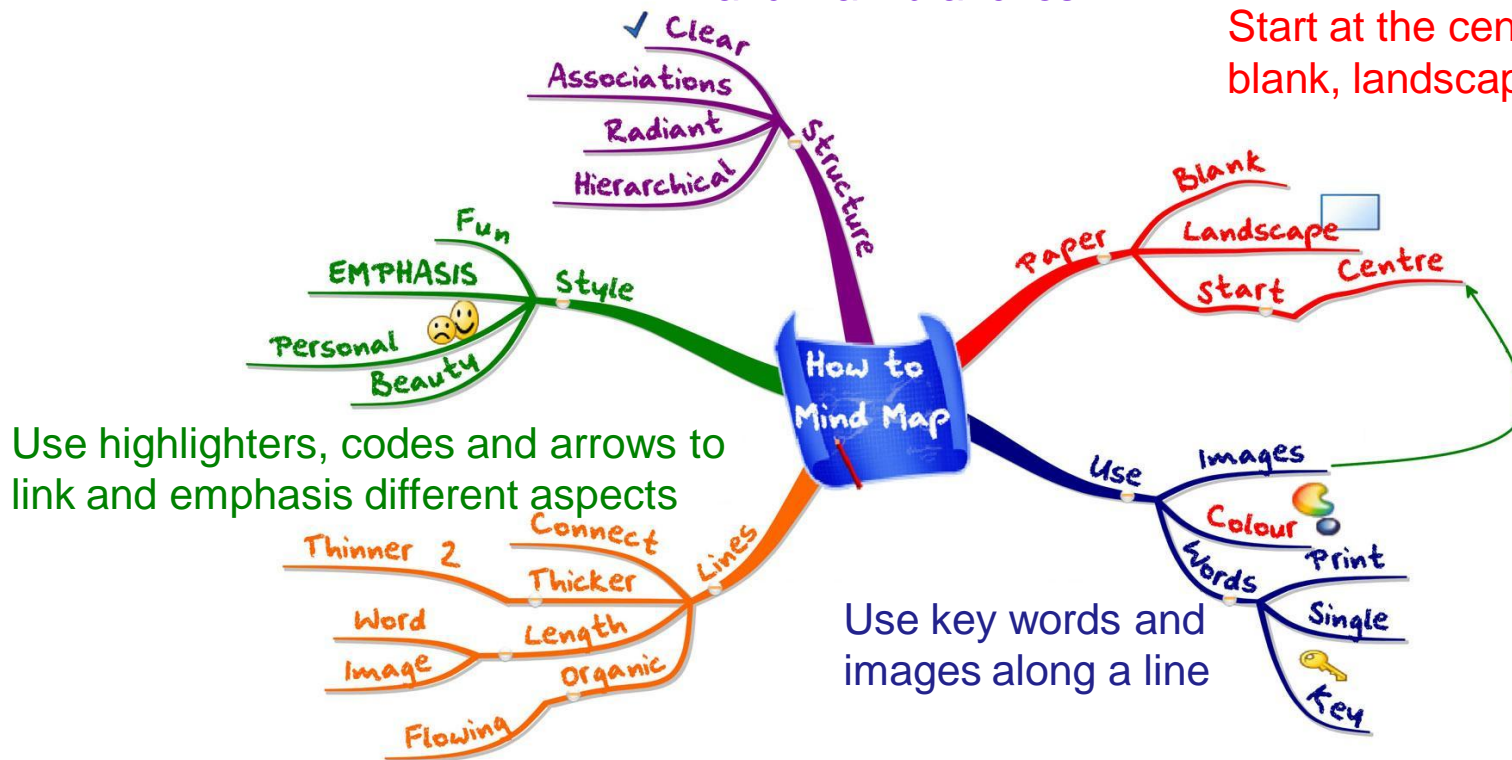 Start at the cen
blank, landscap
Clear
Associations
Radiant
Hierarchical
Structure
Blank
Landscape
Paper
Start
Centre
Fun
EMPHASIS
Style
Personal
Beauty
How to
Mind Map
Use highlighters, codes and arrows to
link and emphasis different aspects
Use
Images
Colour
Words
Print
Single
Key
Connect
Thinner 2
Thicker
Lines
Word
Length
Image
Organic
Flowing
Use key words and
images along a line